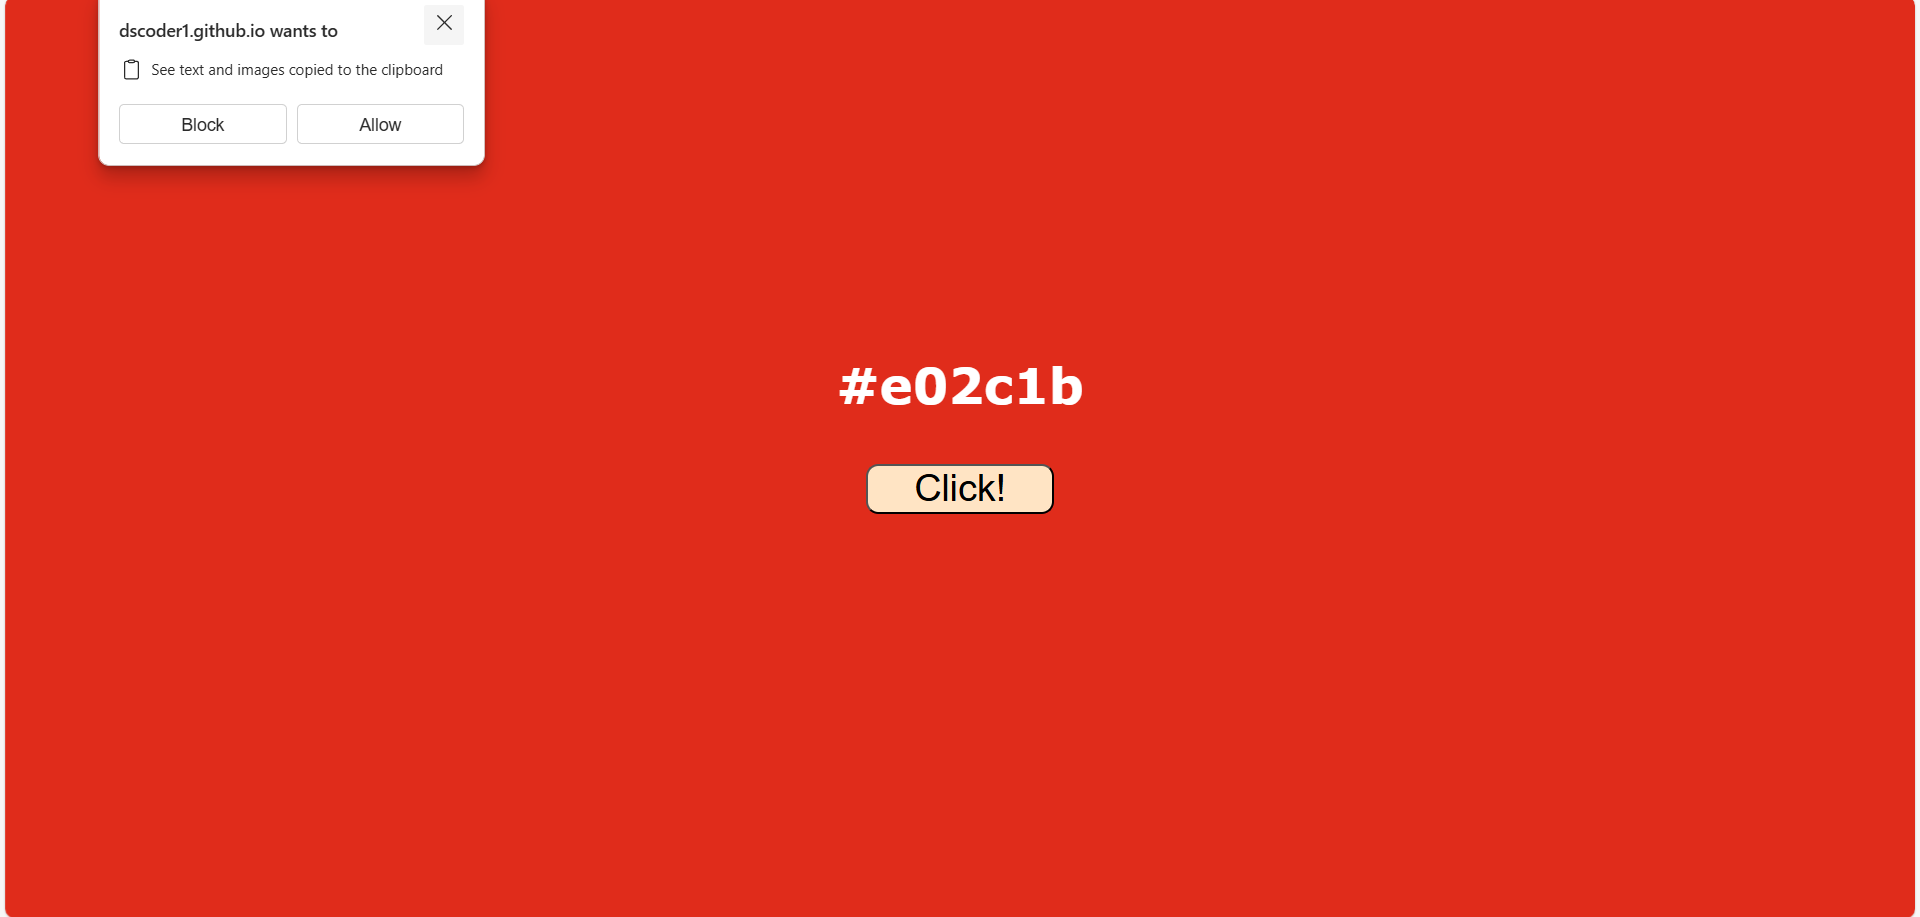 dscoder1.github.io wants to
See text and images copied to the clipboard
Block Allow
#e02c1b
Click!